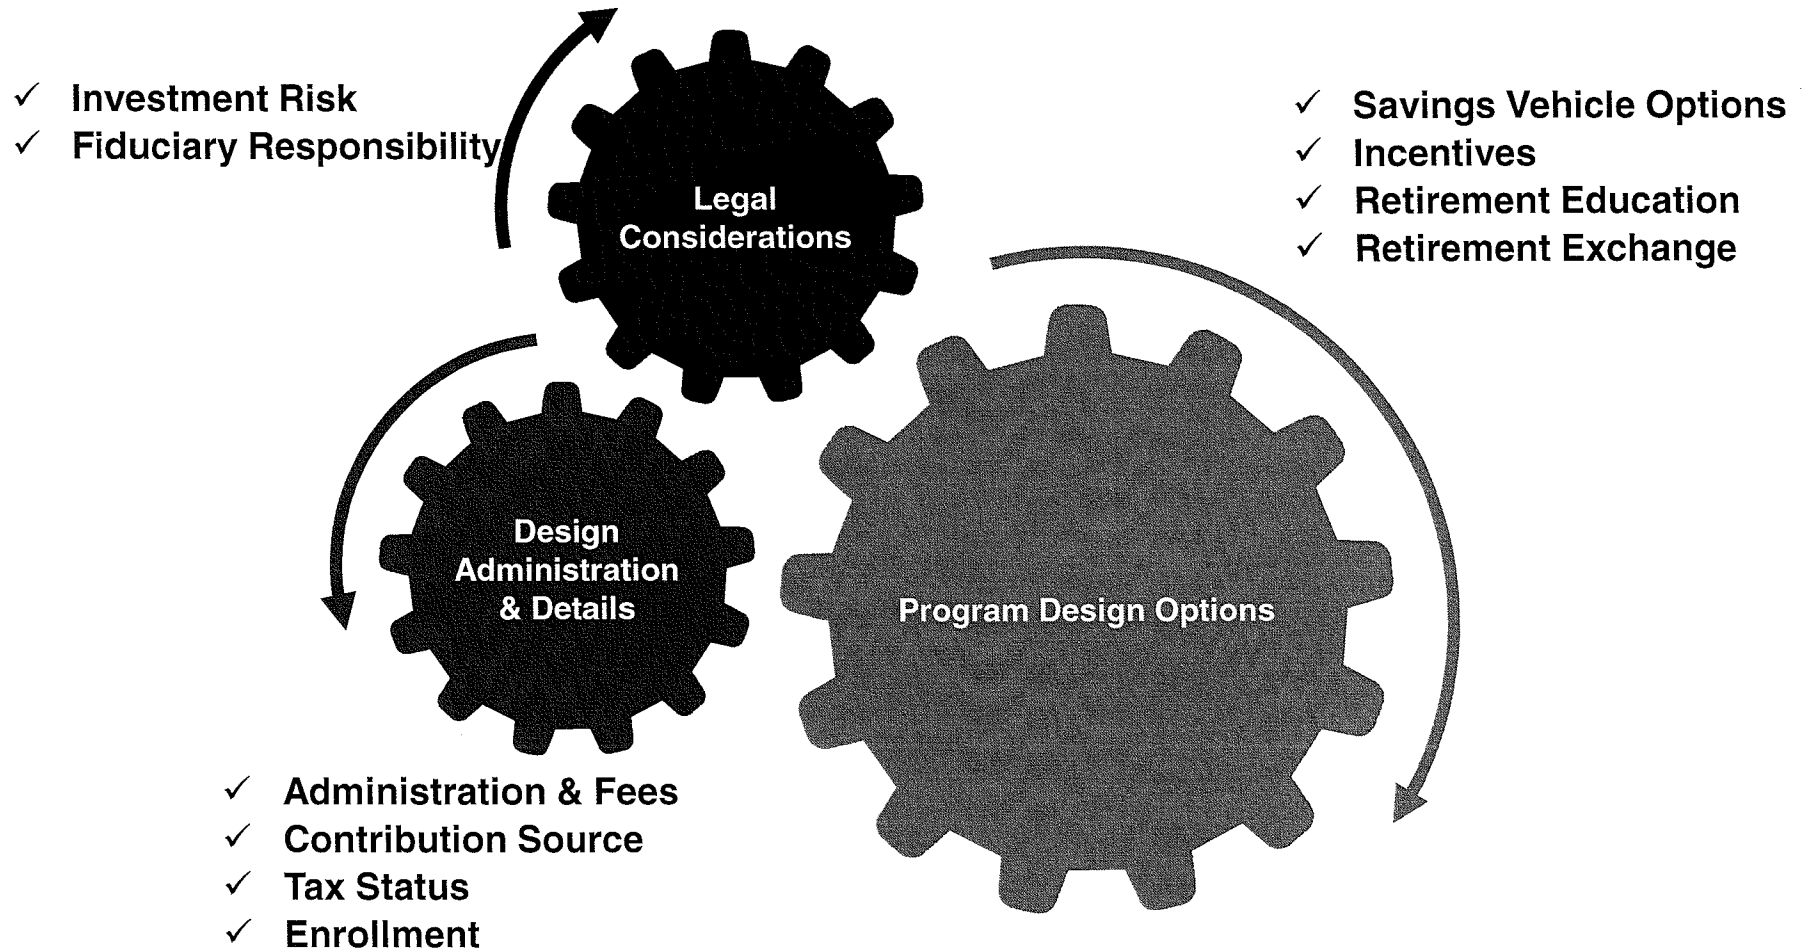 ✓ Investment Risk
✓ Fiduciary Responsibility
Legal
Considerations
✓ Savings Vehicle Options
✓ Incentives
✓ Retirement Education
✓ Retirement Exchange
Design
Administration
& Details
Program Design Options
✓ Administration & Fees
✓ Contribution Source
✓ Tax Status
✓ Enrollment